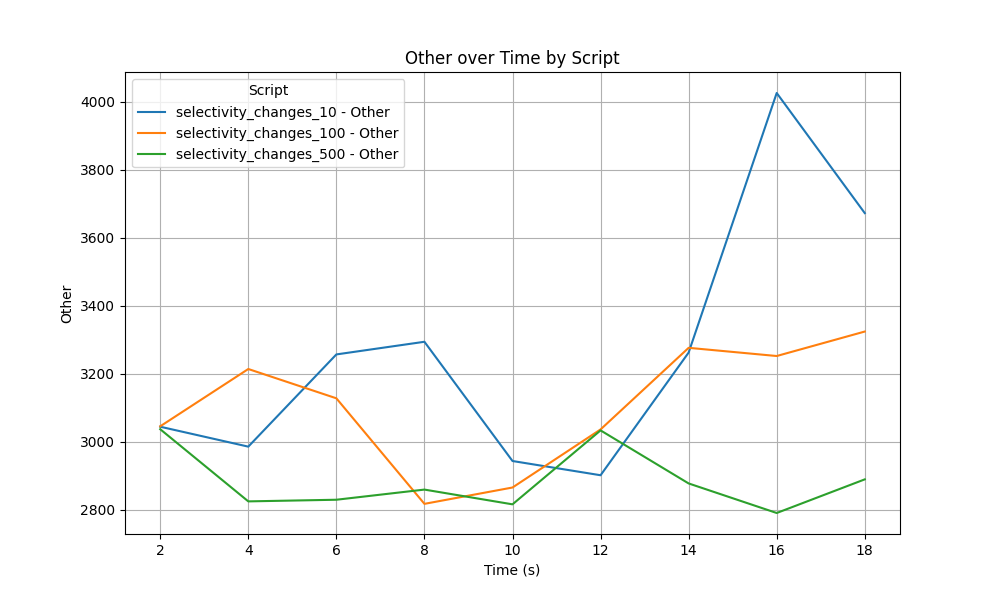 Other over Time by Script
Script
selectivity_changes_10 - Other
selectivity_changes_100 - Other
selectivity_changes_500 - Other
Other
4000
3800
3600
3400
3200
3000
2800
2 4 6 8 10 12 14 16 18
Time (s)